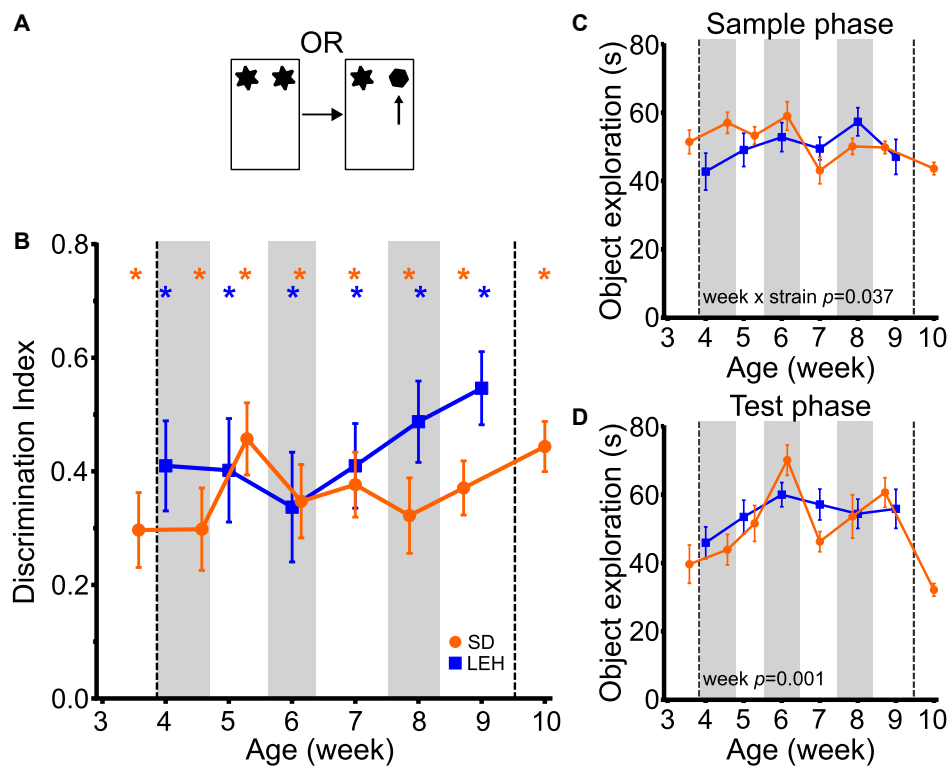 A
OR
B
Discrimination Index
0.8
0.6
0.4
0.2
0.0
* * * * * * * *
* * * * * *
SD
LEH
3 4 5 6 7 8 9 10
Age (week)
C
Sample phase
Object exploration (s)
80
60
40
20
0
week x strain p=0.037
3 4 5 6 7 8 9 10
Age (week)
D
Test phase
Object exploration (s)
80
60
40
20
0
week p=0.001
3 4 5 6 7 8 9 10
Age (week)